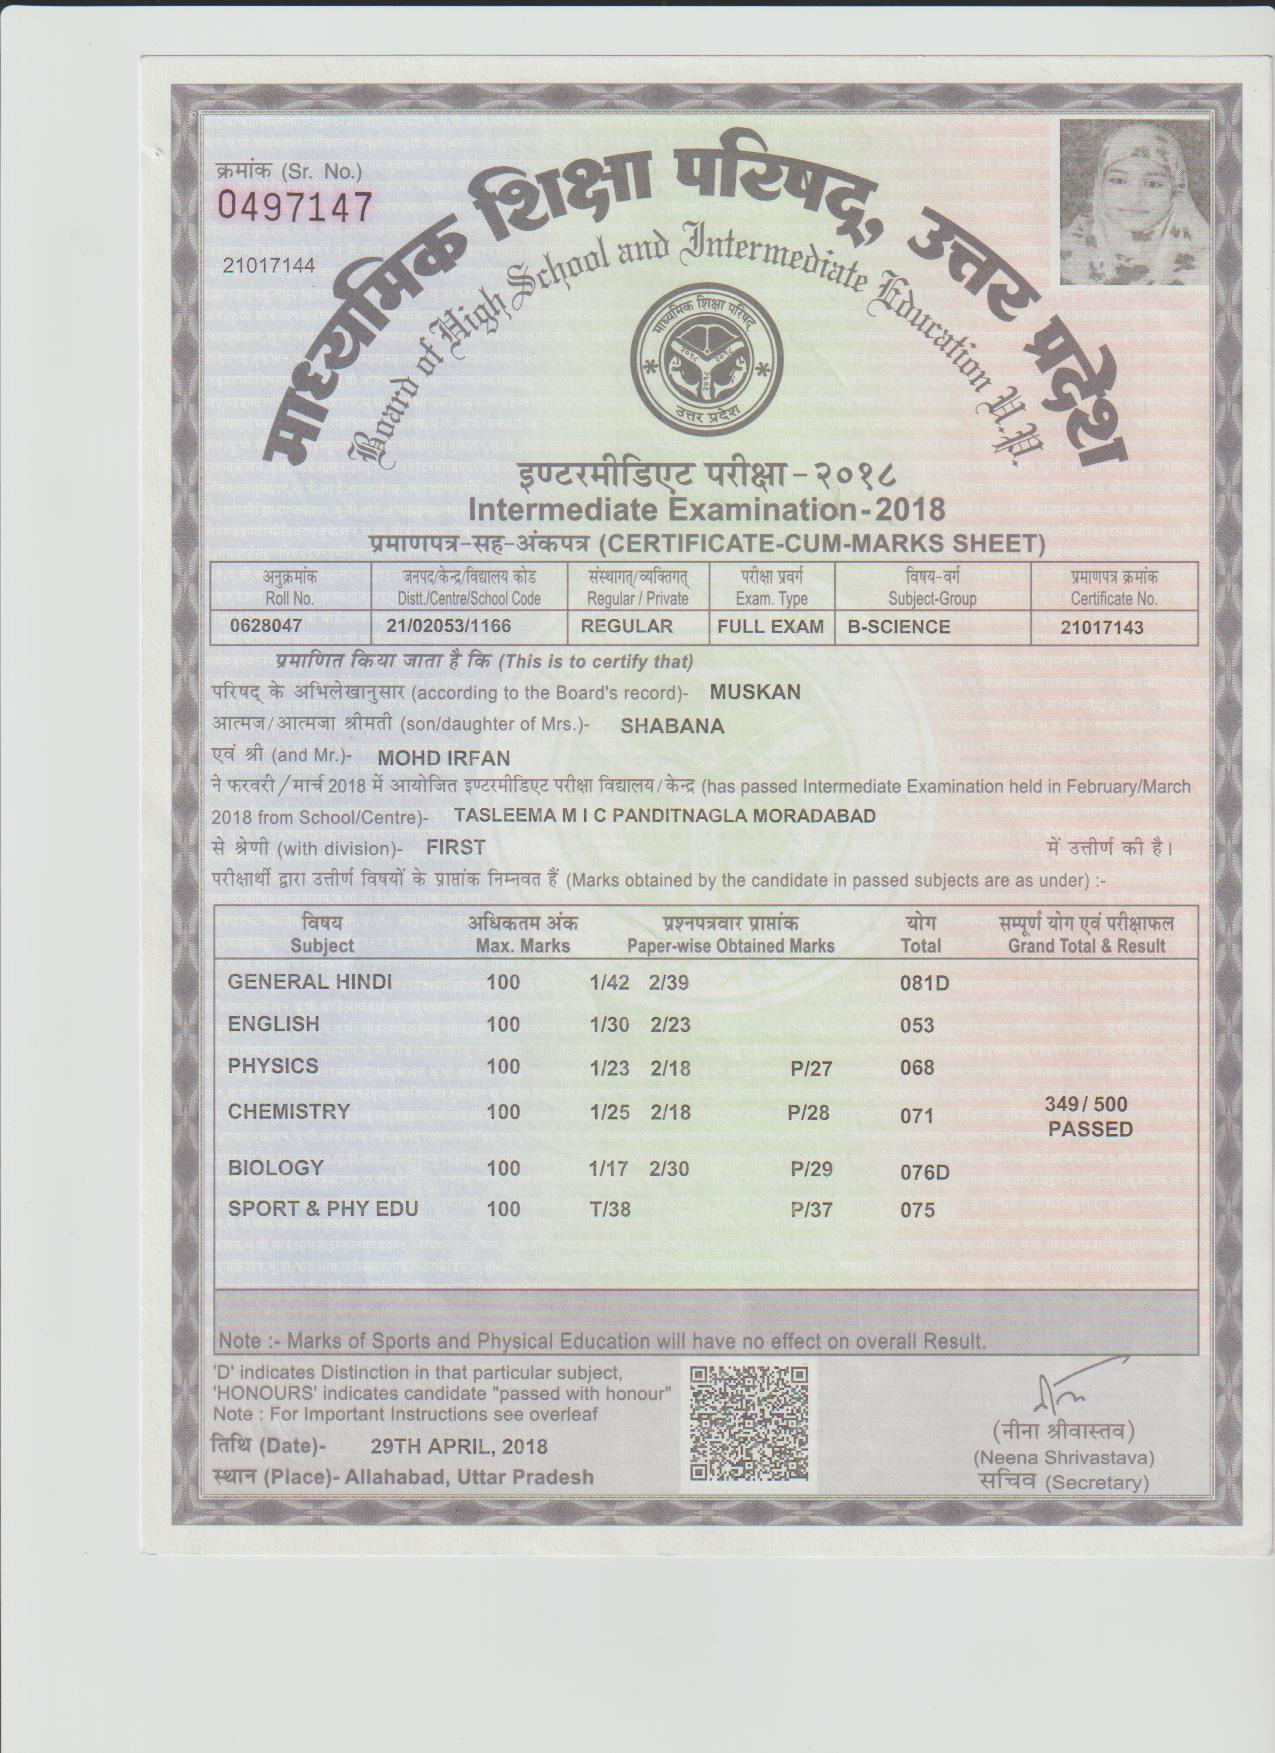 क्रमांक (Sr. No.)
0497147
21017144
माध्यमिक शिक्षा परिषद्, उत्तर प्रदेश
Board of High School and Intermediate Education U.P.
माध्यमिक शिक्षा परिषद्
उत्तर प्रदेश
इण्टरमीडिएट परीक्षा - २०१८
Intermediate Examination - 2018
प्रमाणपत्र-सह-अंकपत्र (CERTIFICATE-CUM-MARKS SHEET)
अनुक्रमांक जनपद/केन्द्र/विद्यालय कोड संस्थागत्/व्यक्तिगत् परीक्षा प्रवर्ग विषय-वर्ग प्रमाणपत्र क्रमांक
Roll No. Distt./Centre/School Code Regular / Private Exam. Type Subject-Group Certificate No.
0628047 21/02053/1166 REGULAR FULL EXAM B-SCIENCE 21017143
प्रमाणित किया जाता है कि (This is to certify that)
परिषद् के अभिलेखानुसार (according to the Board's record)- MUSKAN
आत्मज/आत्मजा श्रीमती (son/daughter of Mrs.)- SHABANA
एवं श्री (and Mr.)- MOHD IRFAN
ने फरवरी/मार्च 2018 में आयोजित इण्टरमीडिएट परीक्षा विद्यालय/केन्द्र (has passed Intermediate Examination held in February/March
2018 from School/Centre)- TASLEEMA M I C PANDITNAGLA MORADABAD
से श्रेणी (with division)- FIRST में उत्तीर्ण की है।
परीक्षार्थी द्वारा उत्तीर्ण विषयों के प्राप्तांक निम्नवत हैं (Marks obtained by the candidate in passed subjects are as under) :-
विषय अधिकतम अंक प्रश्नपत्रवार प्राप्तांक योग सम्पूर्ण योग एवं परीक्षाफल
Subject Max. Marks Paper-wise Obtained Marks Total Grand Total & Result
GENERAL HINDI 100 1/42 2/39 081D
ENGLISH 100 1/30 2/23 053
PHYSICS 100 1/23 2/18 P/27 068
CHEMISTRY 100 1/25 2/18 P/28 071 349/ 500
PASSED
BIOLOGY 100 1/17 2/30 P/29 076D
SPORT & PHY EDU 100 T/38 P/37 075
Note :- Marks of Sports and Physical Education will have no effect on overall Result.
'D' indicates Distinction in that particular subject,
'HONOURS' indicates candidate "passed with honour"
Note : For Important Instructions see overleaf
तिथि (Date)- 29TH APRIL, 2018
स्थान (Place)- Allahabad, Uttar Pradesh
(नीना श्रीवास्तव)
(Neena Shrivastava)
सचिव (Secretary)